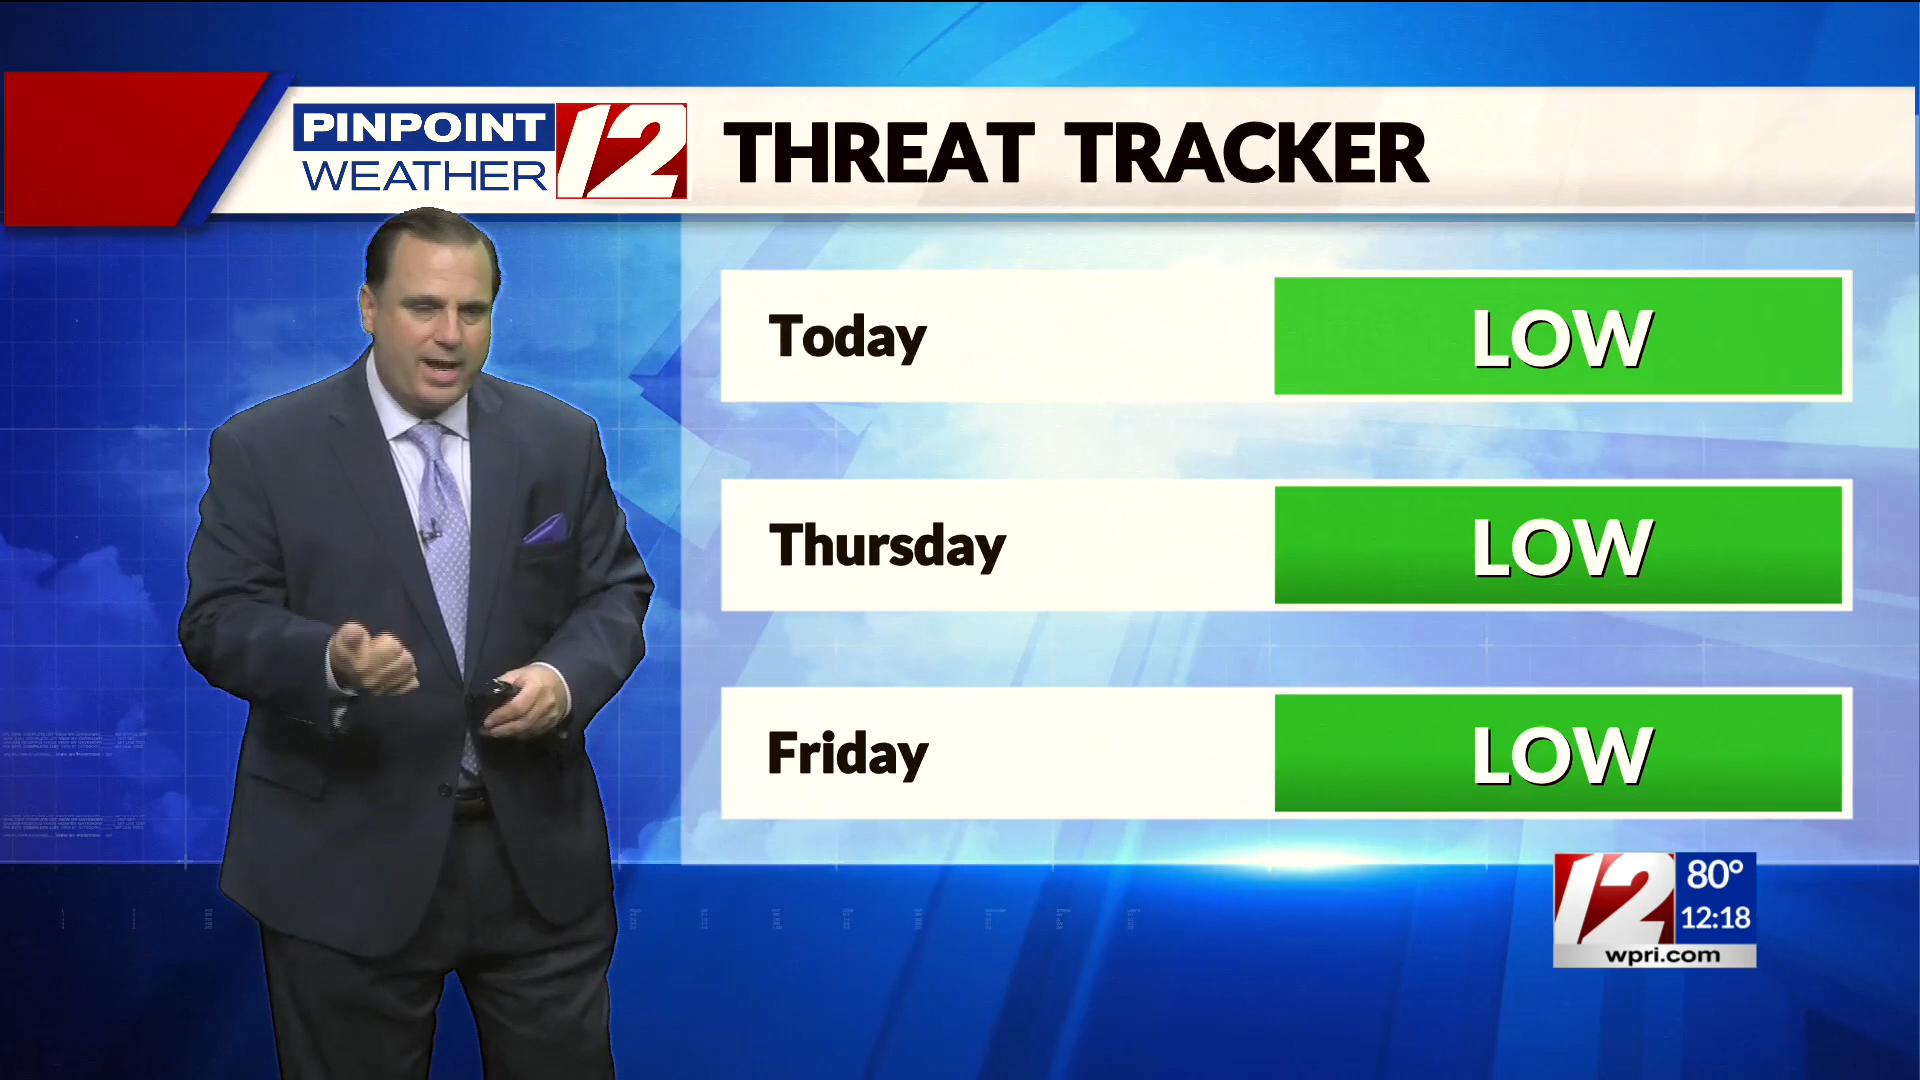 PINPOINT
WEATHER
12
THREAT TRACKER
Today
LOW
Thursday
LOW
Friday
LOW
12
80°
12:18
wpri.com